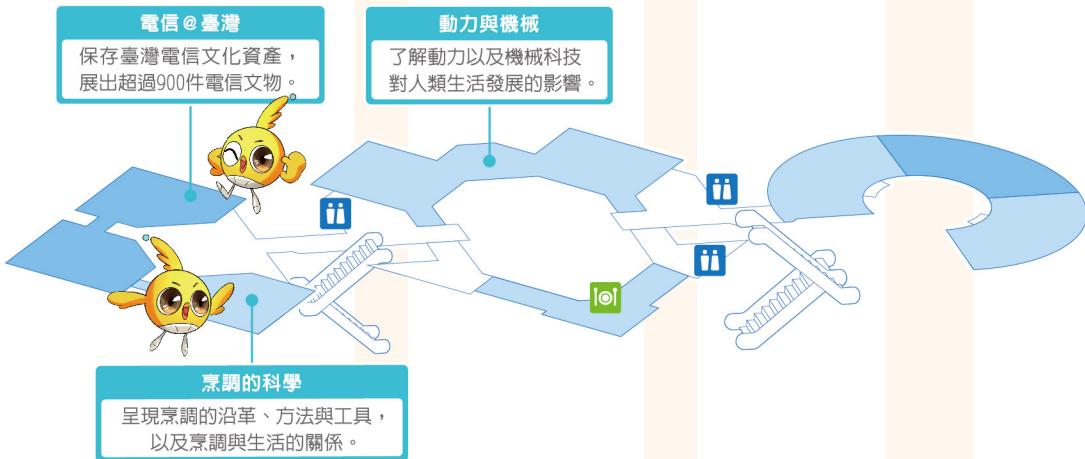 電信@臺灣
保存臺灣電信文化資產，
展出超過900件電信文物。
動力與機械
了解動力以及機械科技
對人類生活發展的影響。
烹調的科學
呈現烹調的沿革、方法與工具，
以及烹調與生活的關係。